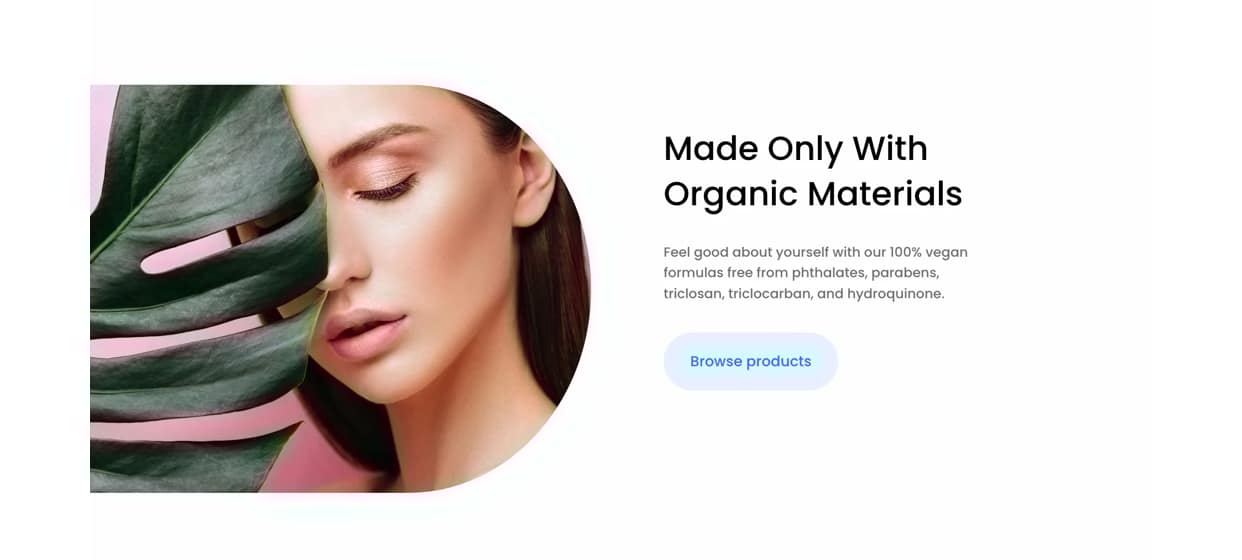 Made Only With
Organic Materials
Feel good about yourself with our 100% vegan
formulas free from phthalates, parabens,
triclosan, triclocarban, and hydroquinone.
Browse products